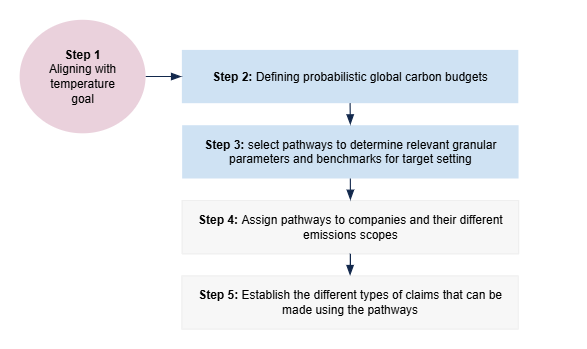 Step 1
Aligning with
temperature
goal
Step 2: Defining probabilistic global carbon budgets
Step 3: select pathways to determine relevant granular
parameters and benchmarks for target setting
Step 4: Assign pathways to companies and their different
emissions scopes
Step 5: Establish the different types of claims that can be
made using the pathways